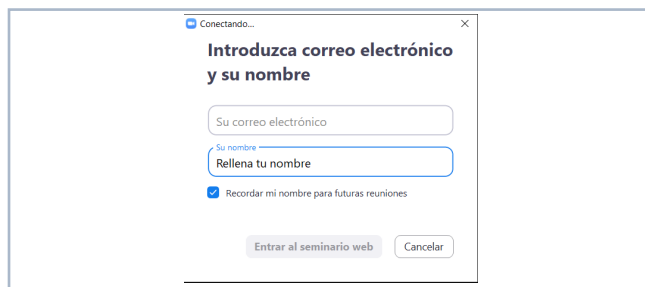 Conectando...
Introduzca correo electrónico
y su nombre
Su correo electrónico
Su nombre
Rellena tu nombre
Recordar mi nombre para futuras reuniones
Entrar al seminario web Cancelar